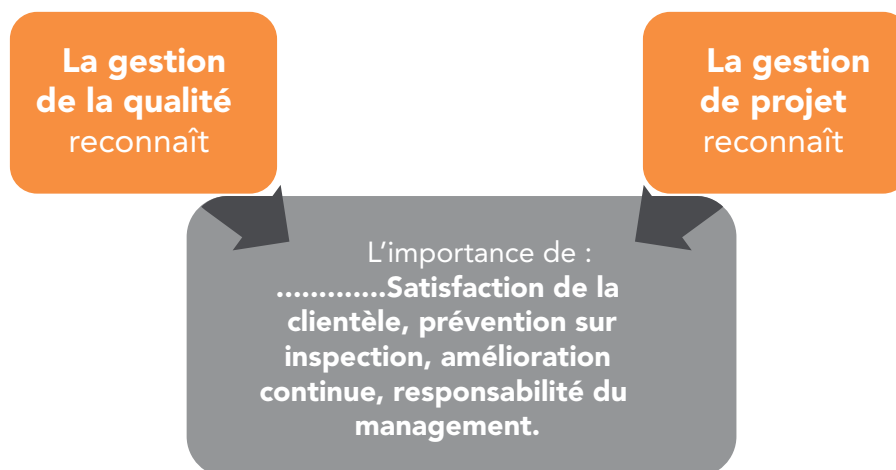 La gestion
de la qualité
reconnaît
La gestion
de projet
reconnaît
L'importance de :
.............Satisfaction de la
clientèle, prévention sur
inspection, amélioration
continue, responsabilité du
management.